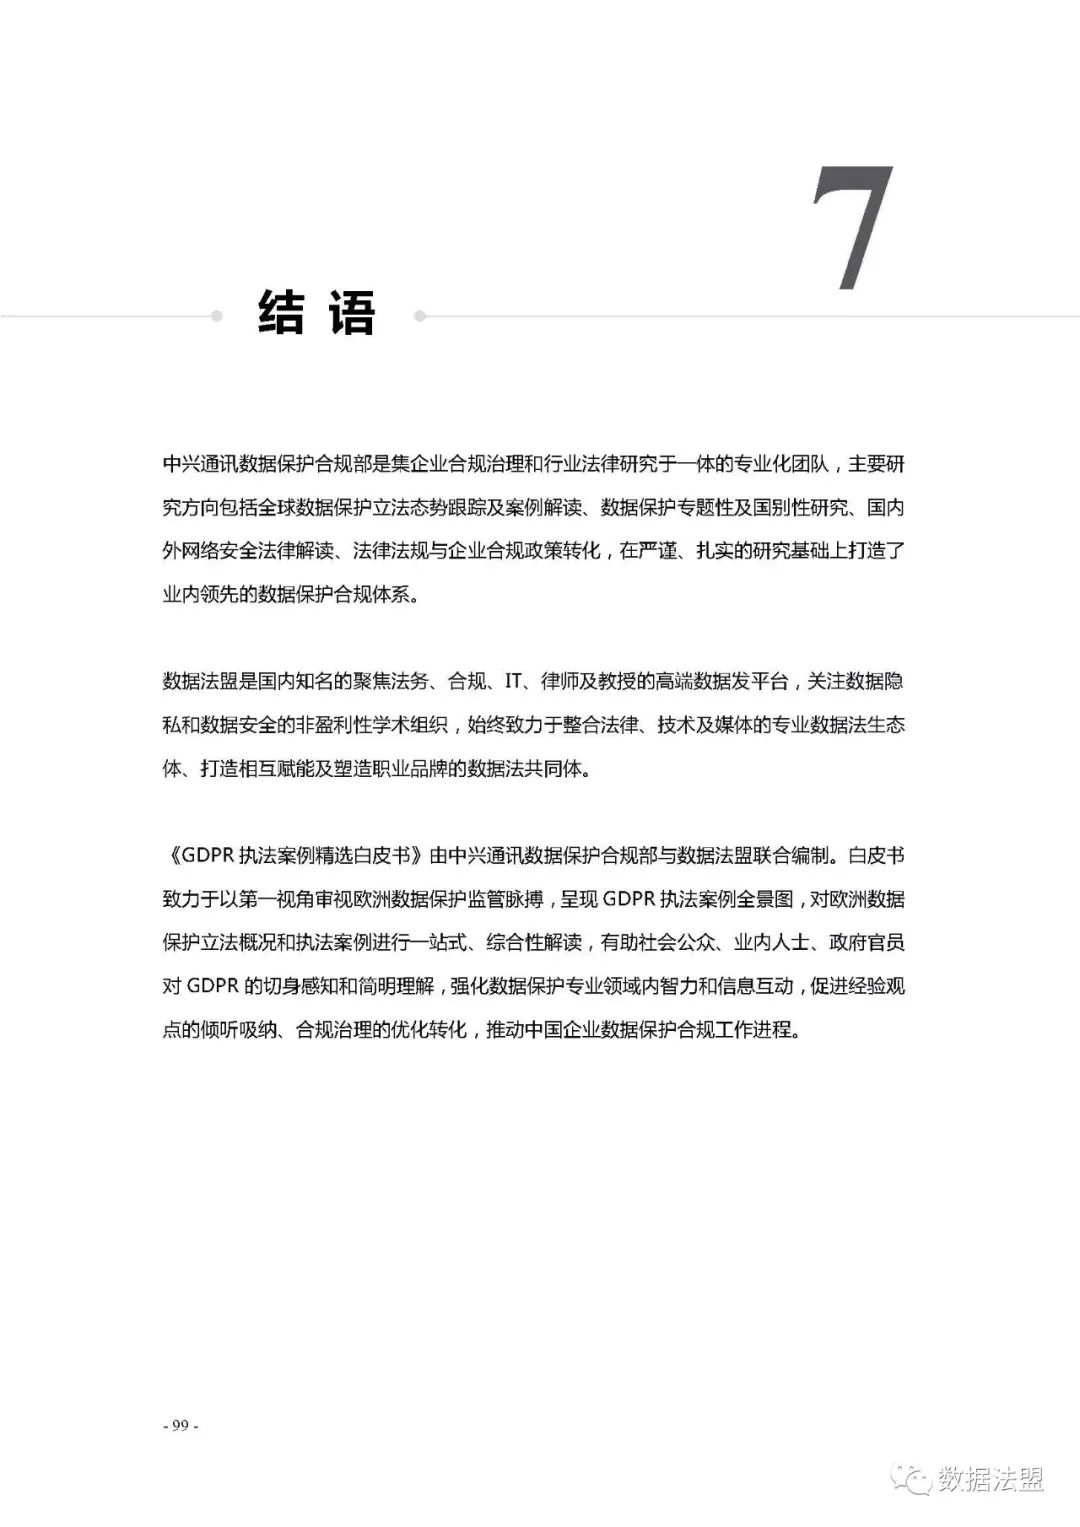 7
结 语
中兴通讯数据保护合规部是集企业合规治理和行业法律研究于一体的专业化团队，主要研
究方向包括全球数据保护立法态势跟踪及案例解读、数据保护专题性及国别性研究、国内
外网络安全法律解读、法律法规与企业合规政策转化，在严谨、扎实的研究基础上打造了
业内领先的数据保护合规体系。
数据法盟是国内知名的聚焦法务、合规、IT、律师及教授的高端数据发平台，关注数据隐
私和数据安全的非盈利性学术组织，始终致力于整合法律、技术及媒体的专业数据法生态
体、打造相互赋能及塑造职业品牌的数据法共同体。
《GDPR 执法案例精选白皮书》由中兴通讯数据保护合规部与数据法盟联合编制。白皮书
致力于以第一视角审视欧洲数据保护监管脉搏，呈现 GDPR 执法案例全景图，对欧洲数据
保护立法概况和执法案例进行一站式、综合性解读，有助社会公众、业内人士、政府官员
对 GDPR 的切身感知和简明理解，强化数据保护专业领域内智力和信息互动，促进经验观
点的倾听吸纳、合规治理的优化转化，推动中国企业数据保护合规工作进程。
- 99 -
数据法盟